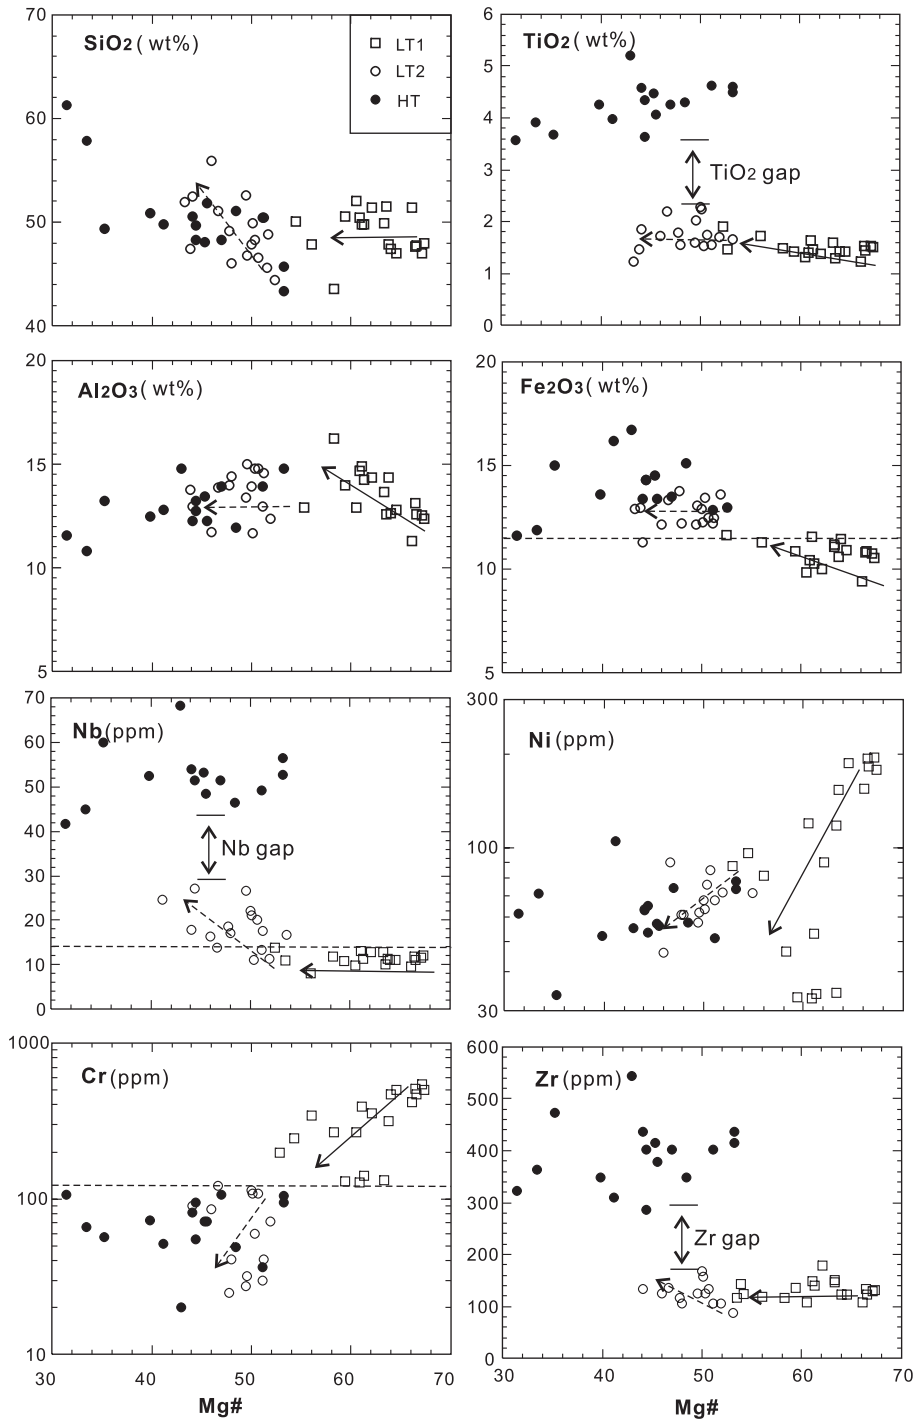 SiO2 ( wt%)
LT1
LT2
HT
70
60
50
40
TiO2 ( wt%)
TiO2 gap
6
5
4
3
2
1
0
Al2O3 ( wt%)
20
15
10
5
Fe2O3 ( wt%)
20
15
10
5
Nb(ppm)
Nb gap
70
60
50
40
30
20
10
0
Ni (ppm)
300
100
30
Cr (ppm)
1000
100
10
30 40 50 60 70
Mg#
Zr (ppm)
Zr gap
600
500
400
300
200
100
0
30 40 50 60 70
Mg#